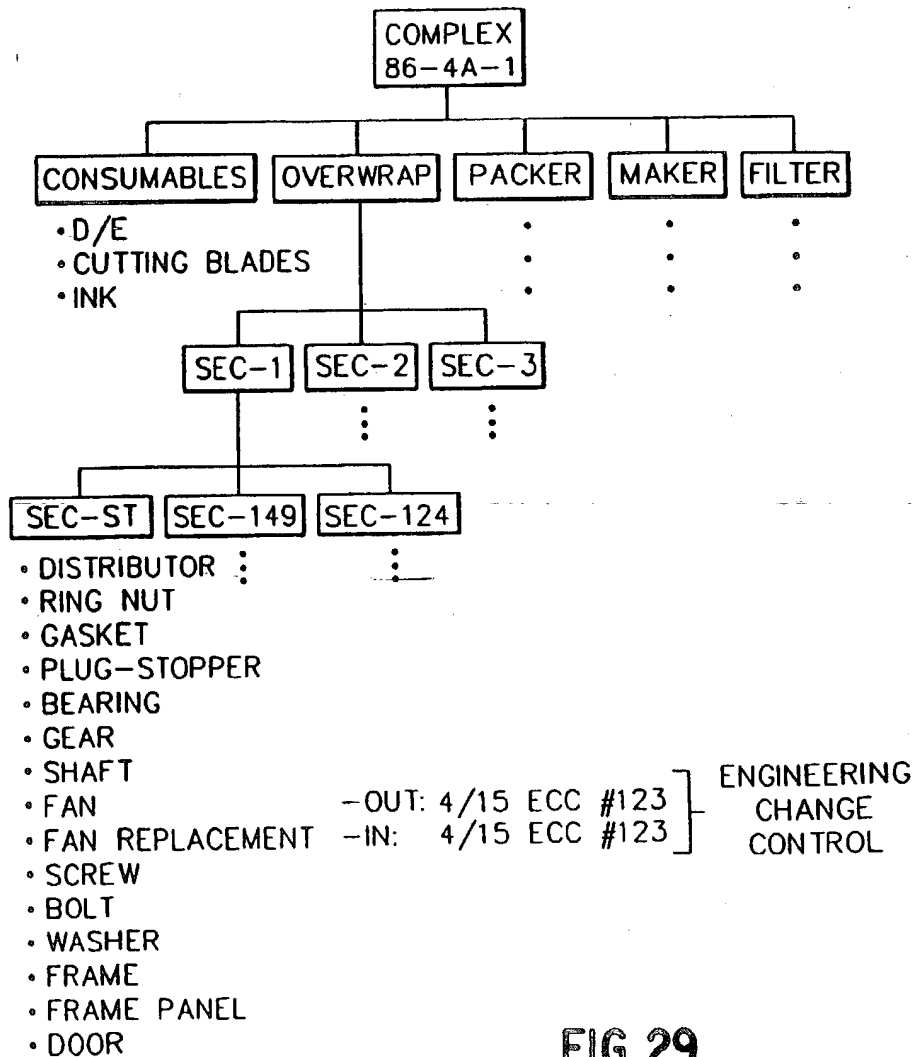 COMPLEX
86-4A-1
CONSUMABLES OVERWRAP PACKER MAKER FILTER
• D/E
• CUTTING BLADES
• INK
SEC-1 SEC-2 SEC-3
SEC-ST SEC-149 SEC-124
• DISTRIBUTOR
• RING NUT
• GASKET
• PLUG-STOPPER
• BEARING
• GEAR
• SHAFT
• FAN -OUT: 4/15 ECC #123
• FAN REPLACEMENT -IN: 4/15 ECC #123
ENGINEERING
CHANGE
CONTROL
• SCREW
• BOLT
• WASHER
• FRAME
• FRAME PANEL
• DOOR
FIG. 29